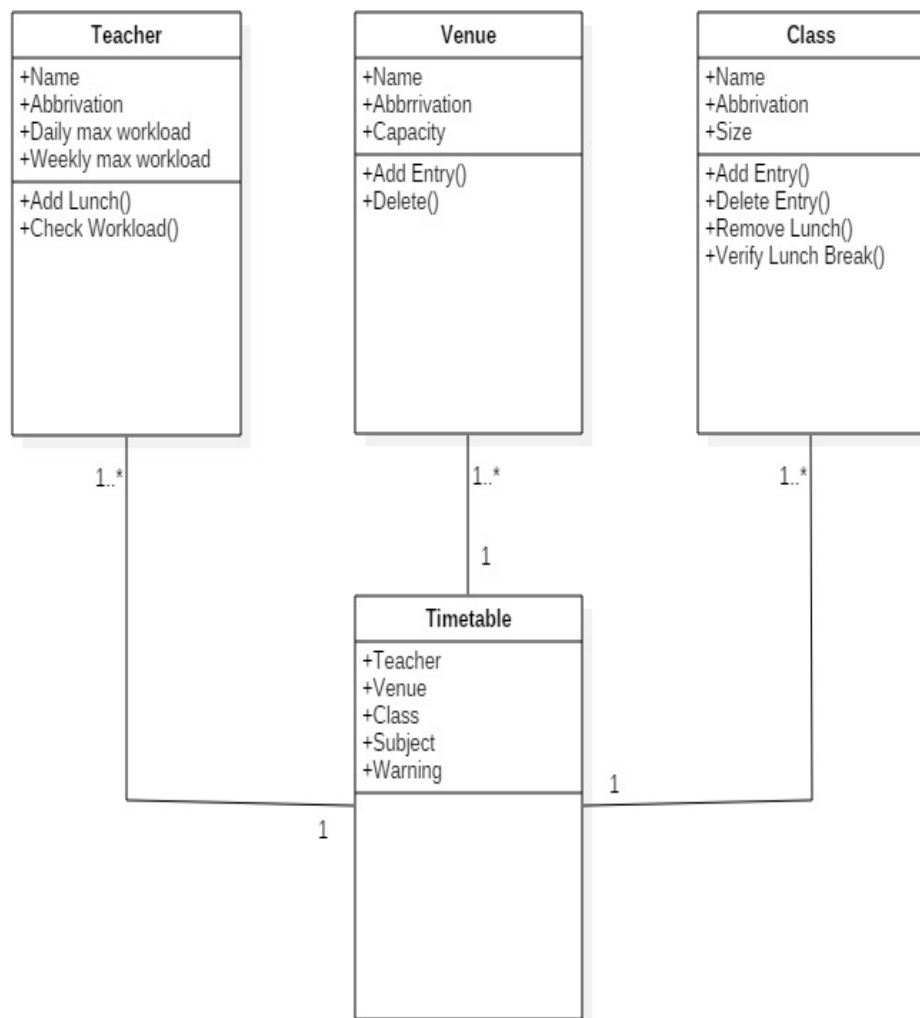 Teacher
+Name
+Abbrivation
+Daily max workload
+Weekly max workload
+Add Lunch()
+Check Workload()
Venue
+Name
+Abbrrivation
+Capacity
+Add Entry()
+Delete()
Class
+Name
+Abbrivation
+Size
+Add Entry()
+Delete Entry()
+Remove Lunch()
+Verify Lunch Break()
1..*
1..*
1..*
1
Timetable
+Teacher
+Venue
+Class
+Subject
+Warning
1
1